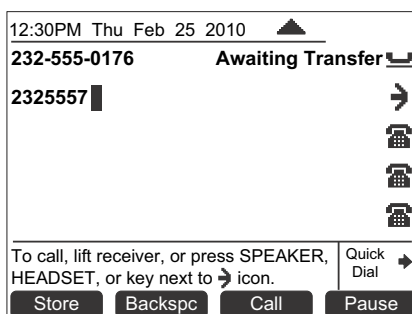 12:30PM Thu Feb 25 2010
232-555-0176 Awaiting Transfer
2325557
To call, lift receiver, or press SPEAKER,
HEADSET, or key next to icon.
Quick
Dial
Store Backspc Call Pause